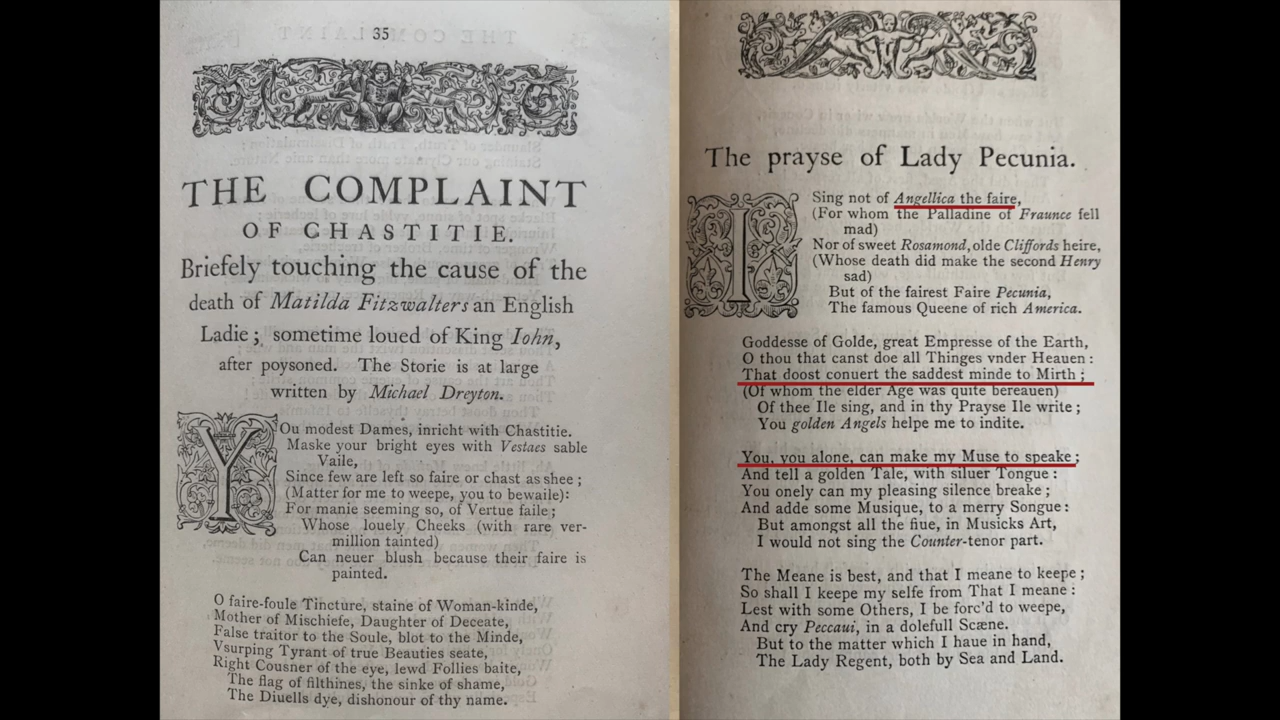 35
THE COMPLAINT
OF CHASTITIE.
Briefely touching the cause of the
death of Matilda Fitzwalters an English
Ladie; sometime loued of King Iohn,
after poysoned. The Storie is at large
written by Michael Dreyton.
YOu modest Dames, inricht with Chastitie.
Maske your bright eyes with Vestaes sable
Vaile,
Since few are left so faire or chast as shee;
(Matter for me to weepe, you to bewaile):
For manie seeming so, of Vertue faile;
Whose louely Cheeks (with rare ver-
million tainted)
Can neuer blush because their faire is
painted.
O faire-foule Tincture, staine of Woman-kinde,
Mother of Mischiefe, Daughter of Deceate,
False traitor to the Soule, blot to the Minde,
Vsurping Tyrant of true Beauties seate,
Right Cousner of the eye, lewd Follies baite,
The flag of filthines, the sinke of shame,
The Diuells dye, dishonour of thy name.
The prayse of Lady Pecunia.
I Sing not of Angellica the faire,
(For whom the Palladine of Fraunce fell
mad)
Nor of sweet Rosamond, olde Cliffords heire,
(Whose death did make the second Henry
sad)
But of the fairest Faire Pecunia,
The famous Queene of rich America.
Goddesse of Golde, great Empresse of the Earth,
O thou that canst doe all Thinges vnder Heauen:
That doost conuert the saddest minde to Mirth;
(Of whom the elder Age was quite bereauen)
Of thee Ile sing, and in thy Prayse Ile write;
You golden Angels helpe me to indite.
You, you alone, can make my Muse to speake;
And tell a golden Tale, with siluer Tongue:
You onely can my pleasing silence breake;
And adde some Musique, to a merry Songue:
But amongst all the fiue, in Musicks Art,
I would not sing the Counter-tenor part.
The Meane is best, and that I meane to keepe;
So shall I keepe my selfe from That I meane:
Lest with some Others, I be forc'd to weepe,
And cry Peccaui, in a dolefull Scæne.
But to the matter which I haue in hand,
The Lady Regent, both by Sea and Land.